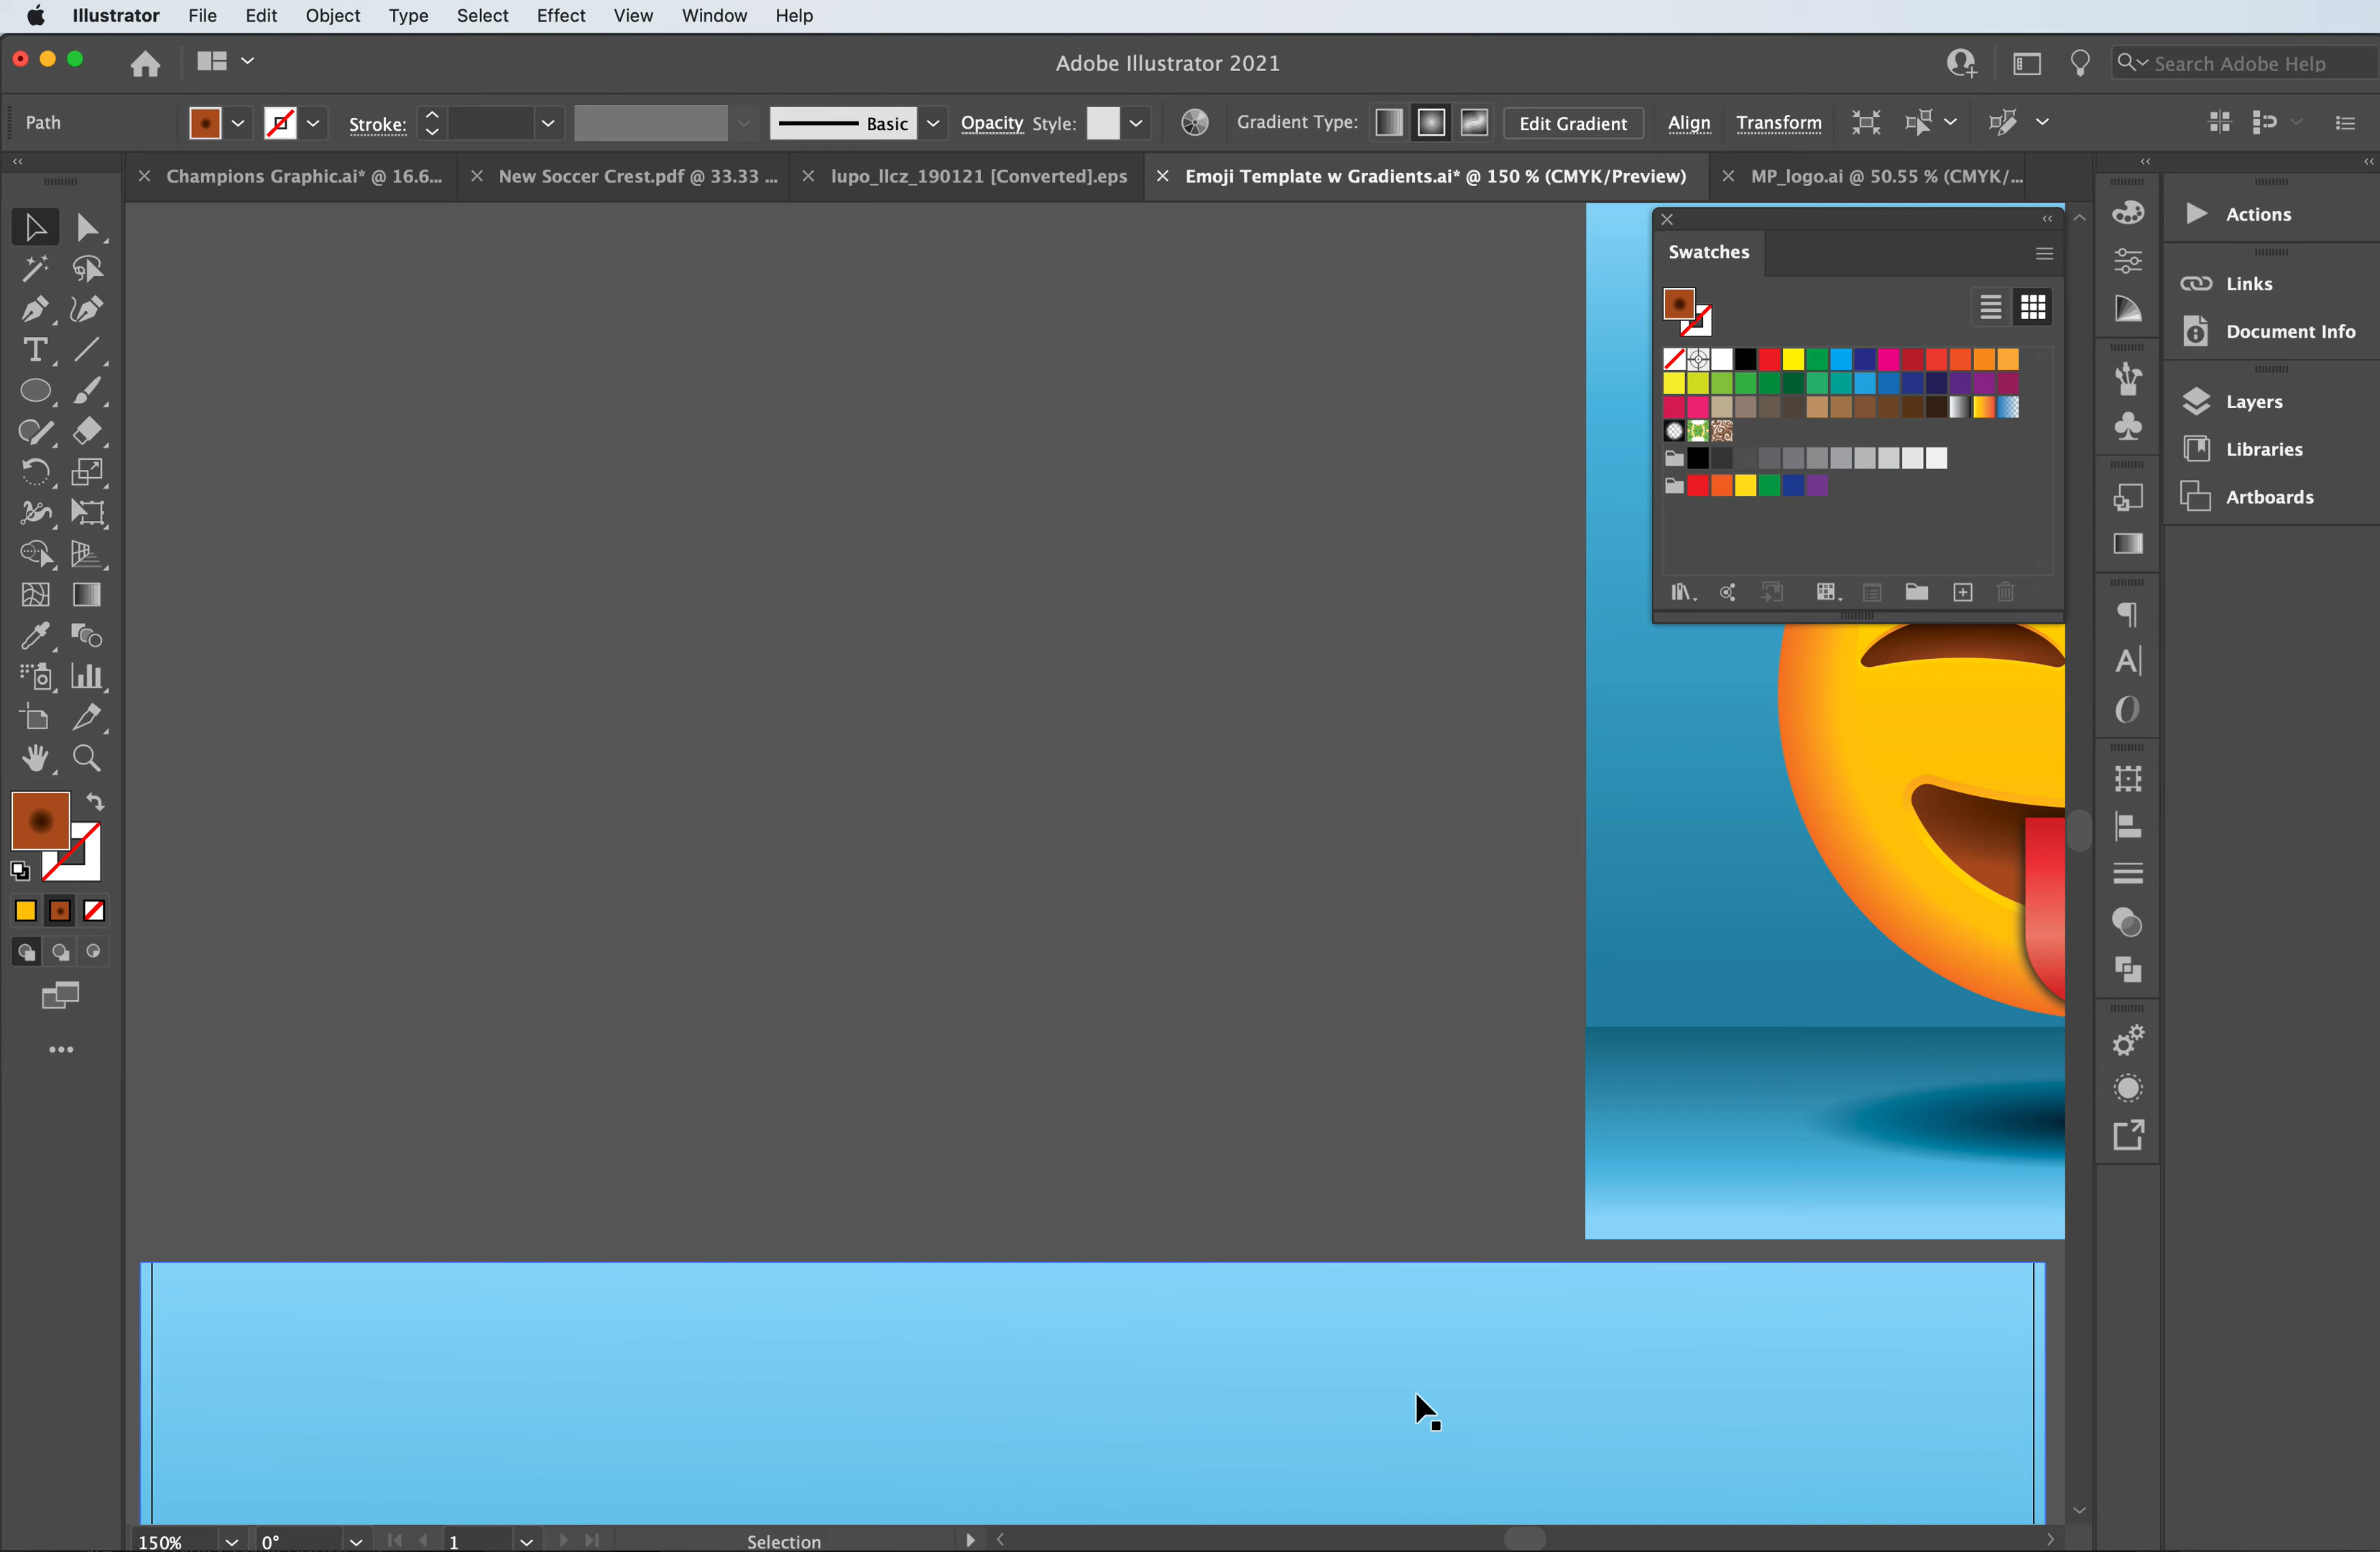 Illustrator File Edit Object Type Select Effect View Window Help
Adobe Illustrator 2021
Search Adobe Help
Path Stroke: Basic Opacity Style: Gradient Type: Edit Gradient Align Transform
Champions Graphic.ai* @ 16.6... New Soccer Crest.pdf @ 33.33 ... lupo_llcz_190121 [Converted].eps Emoji Template w Gradients.ai* @ 150 % (CMYK/Preview) MP_logo.ai @ 50.55 % (CMYK/...
Actions
Swatches
Links
Document Info
Layers
Libraries
Artboards
150% 0° 1 Selection